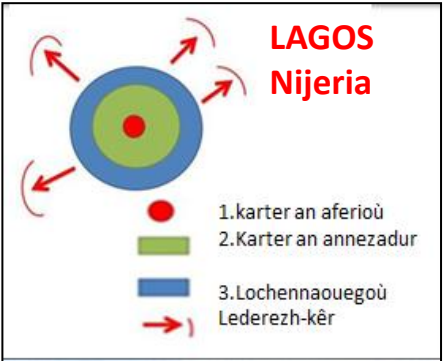 LAGOS
Nijeria
1.karter an aferioù
2.Karter an annezadur
3.Lochennaouegoù
Lederezh-kêr